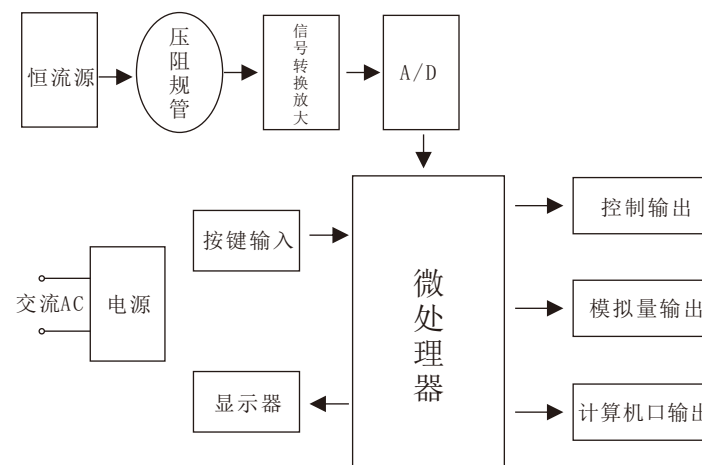 恒流源
压阻规管
信号转换放大
A/D
按键输入
微处理器
控制输出
交流AC
电源
模拟量输出
显示器
计算机口输出